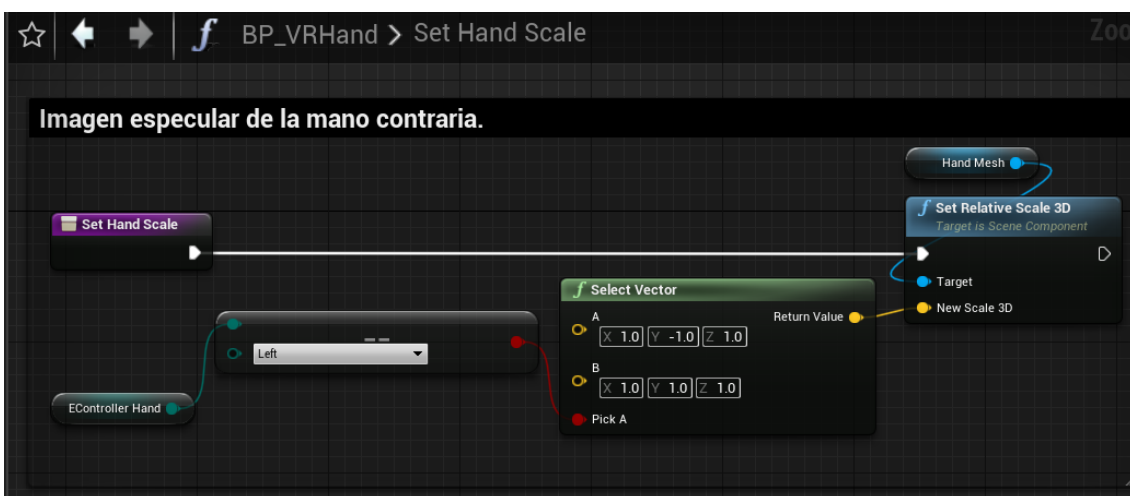 BP_VRHand > Set Hand Scale
Zoo
Imagen especular de la mano contraria.
Hand Mesh
Set Hand Scale
f Set Relative Scale 3D
Target is Scene Component
Target
New Scale 3D
f Select Vector
A
Return Value
X 1.0 Y -1.0 Z 1.0
B
X 1.0 Y 1.0 Z 1.0
Pick A
==
Left
EController Hand